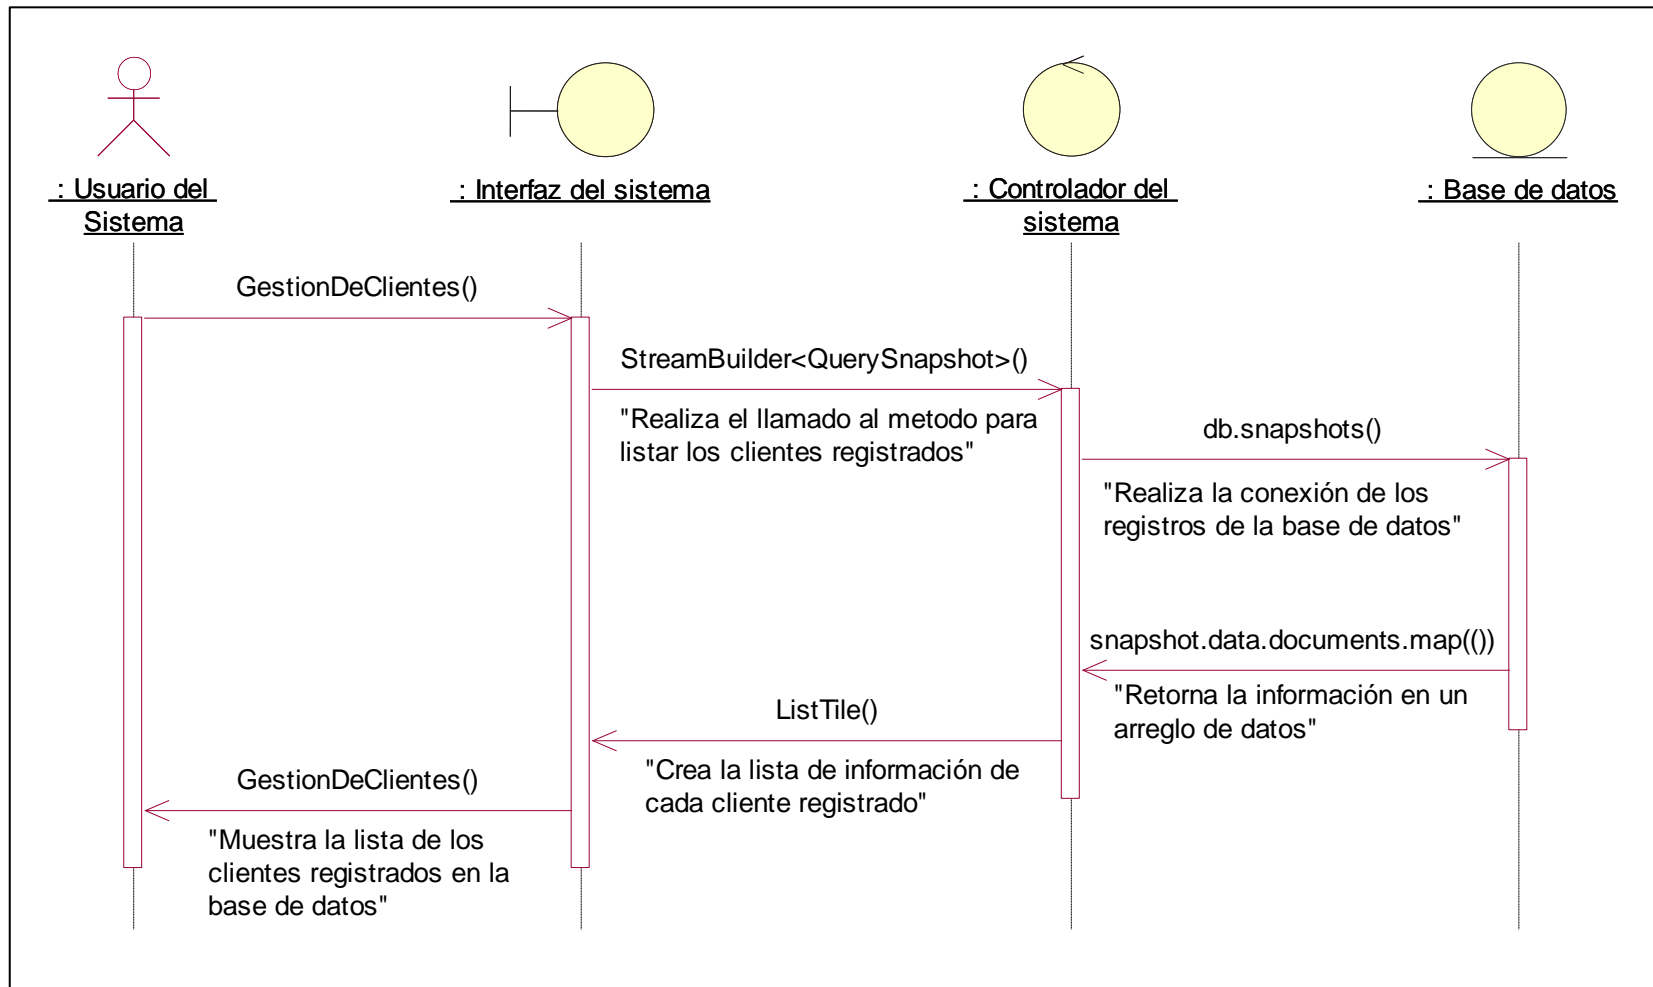 : Usuario del
Sistema
: Interfaz del sistema
: Controlador del
sistema
: Base de datos
GestionDeClientes()
StreamBuilder<QuerySnapshot>()
"Realiza el llamado al metodo para
listar los clientes registrados"
db.snapshots()
"Realiza la conexión de los
registros de la base de datos"
snapshot.data.documents.map(())
"Retorna la información en un
arreglo de datos"
ListTile()
"Crea la lista de información de
cada cliente registrado"
GestionDeClientes()
"Muestra la lista de los
clientes registrados en la
base de datos"